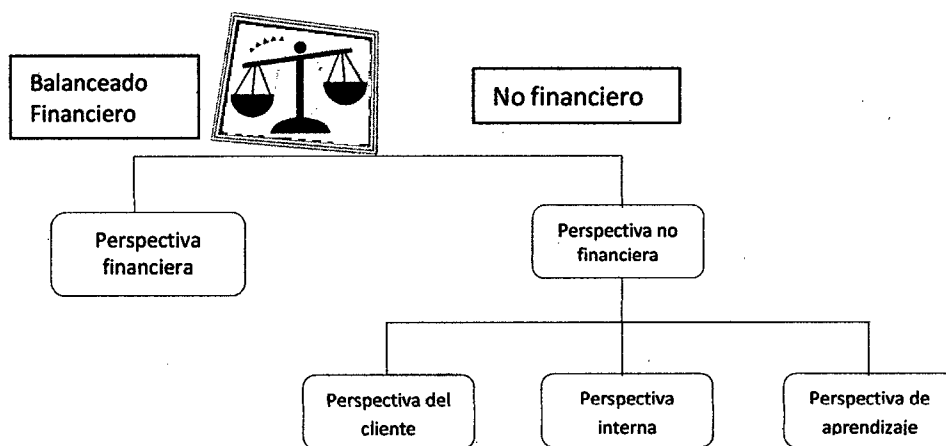 Balanceado
Financiero
No financiero
Perspectiva
financiera
Perspectiva no
financiera
Perspectiva del
cliente
Perspectiva
interna
Perspectiva de
aprendizaje